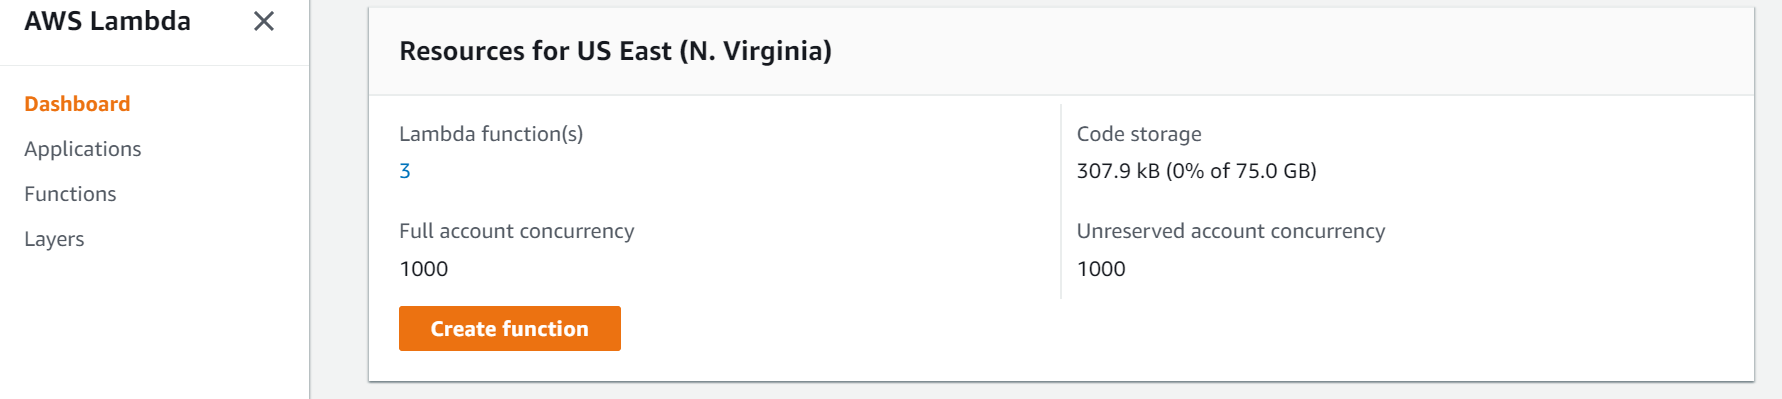 AWS Lambda
Dashboard
Applications
Functions
Layers
Resources for US East (N. Virginia)
Lambda function(s)
3
Code storage
307.9 kB (0% of 75.0 GB)
Full account concurrency
1000
Unreserved account concurrency
1000
Create function